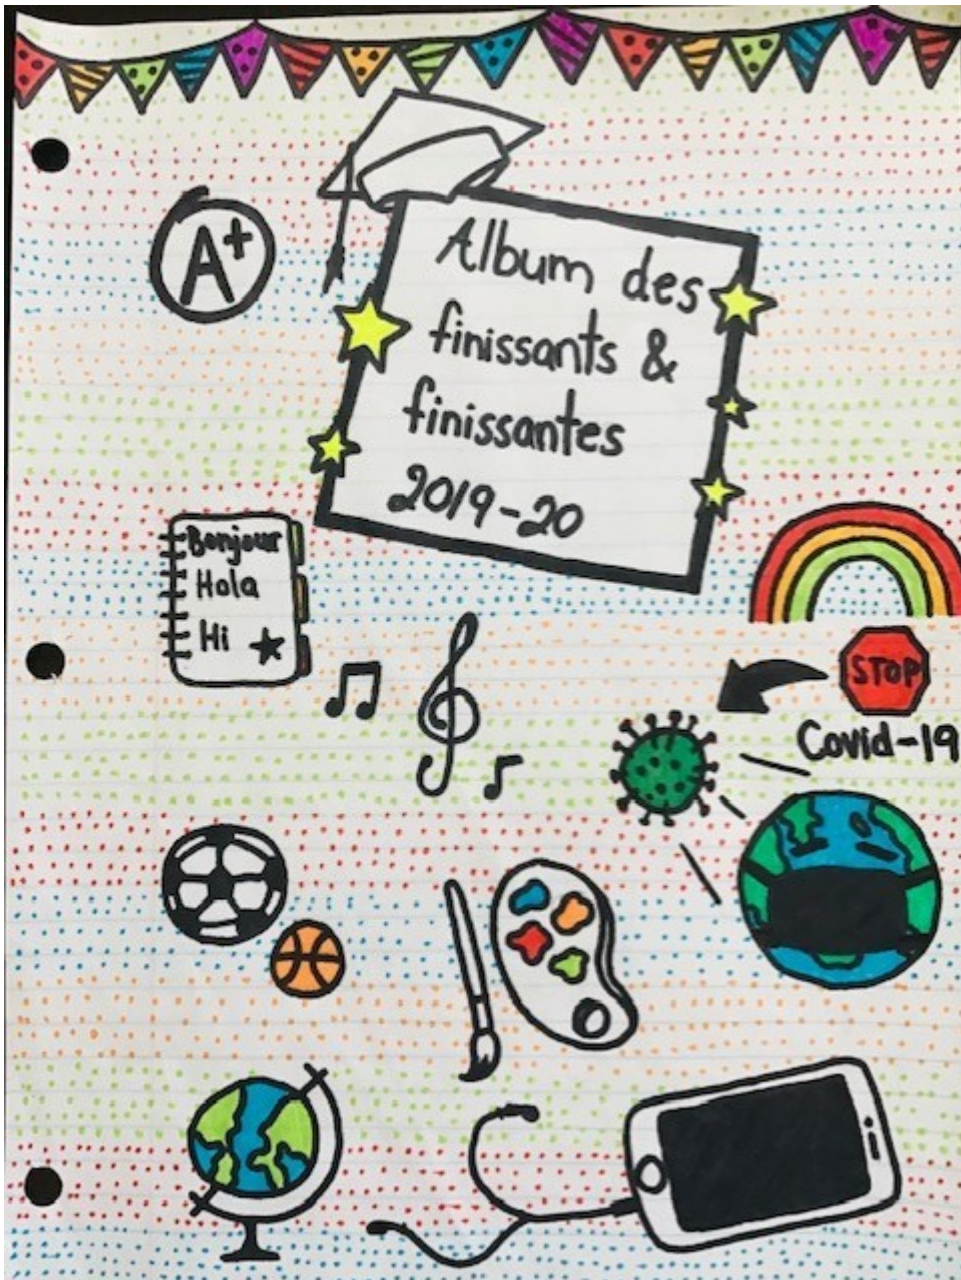 A+
Album des
finissants &
finissantes
2019-20
Bonjour
Hola
Hi
STOP
Covid-19